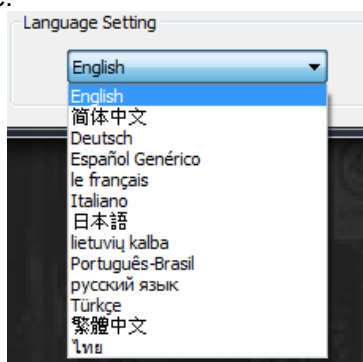 Language Setting
English
English
简体中文
Deutsch
Español Genérico
le français
Italiano
日本語
lietuvių kalba
Português-Brasil
русский язык
Türkçe
繁體中文
ไทย